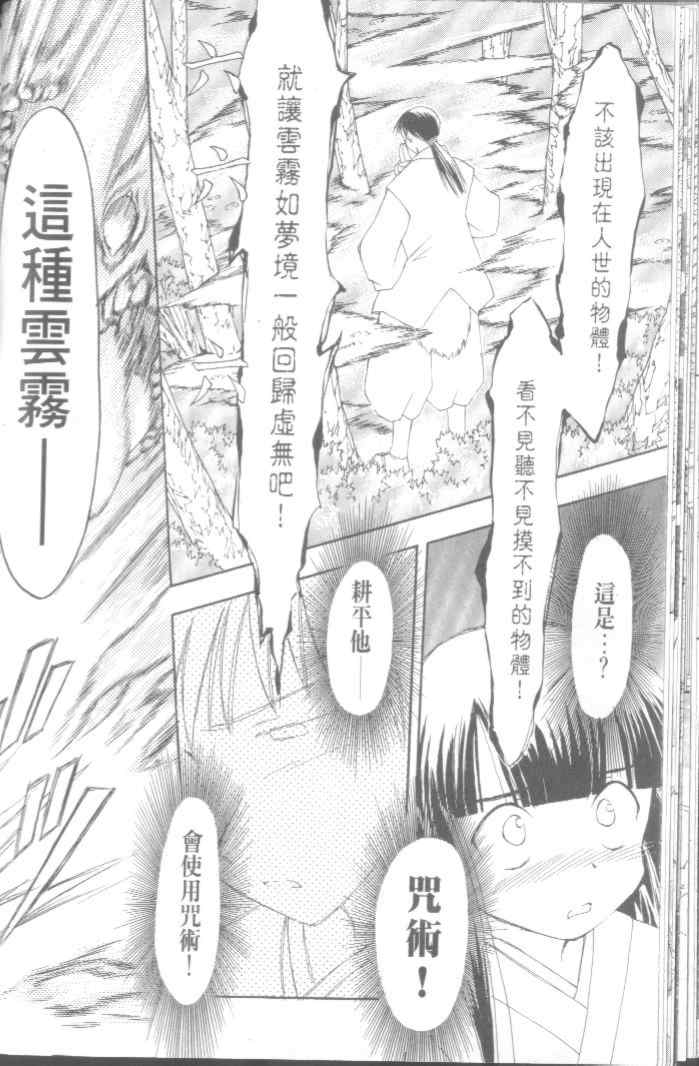 不該出現在人世的物體！
看不見聽不見摸不到的物體！
就讓雲霧如夢境一般回歸虛無吧！
這是…？
咒術！
耕平他——
會使用咒術！
這種雲霧——